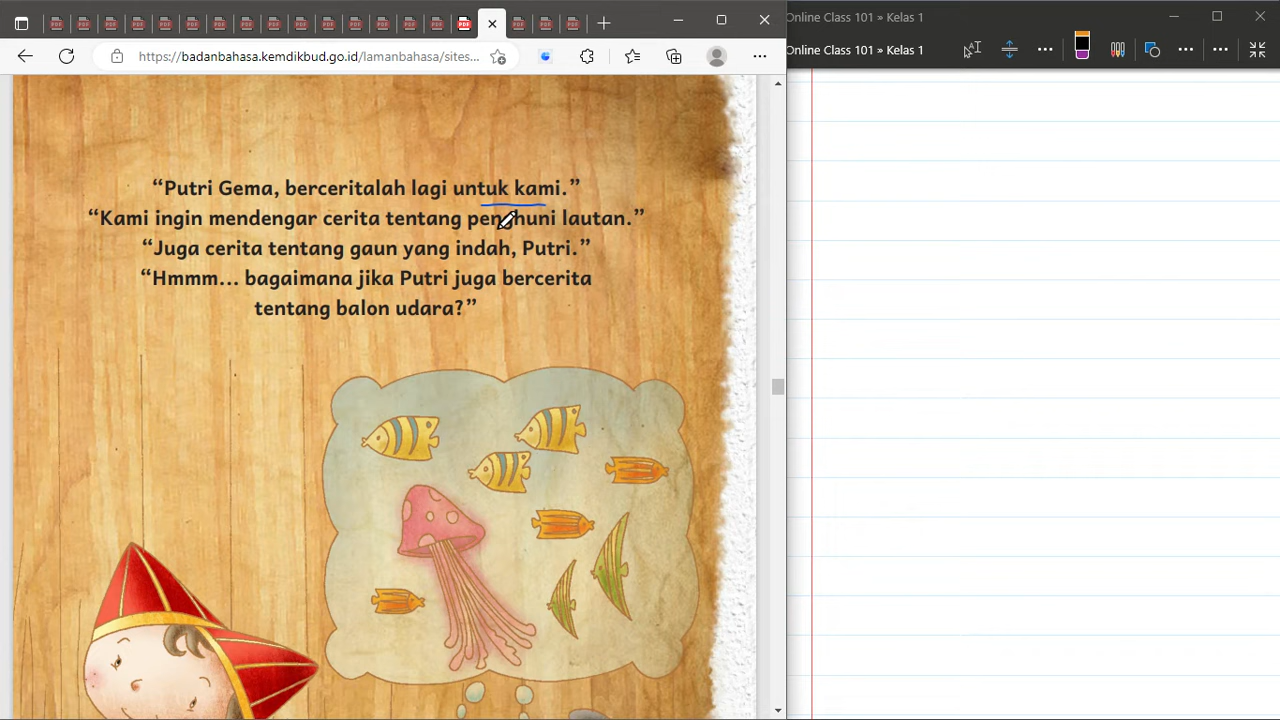 https://badanbahasa.kemdikbud.go.id/lamanbahasa/sites...
Online Class 101 » Kelas 1
Online Class 101 » Kelas 1
“Putri Gema, berceritalah lagi untuk kami.”
“Kami ingin mendengar cerita tentang penghuni lautan.”
“Juga cerita tentang gaun yang indah, Putri.”
“Hmmm... bagaimana jika Putri juga bercerita
tentang balon udara?”